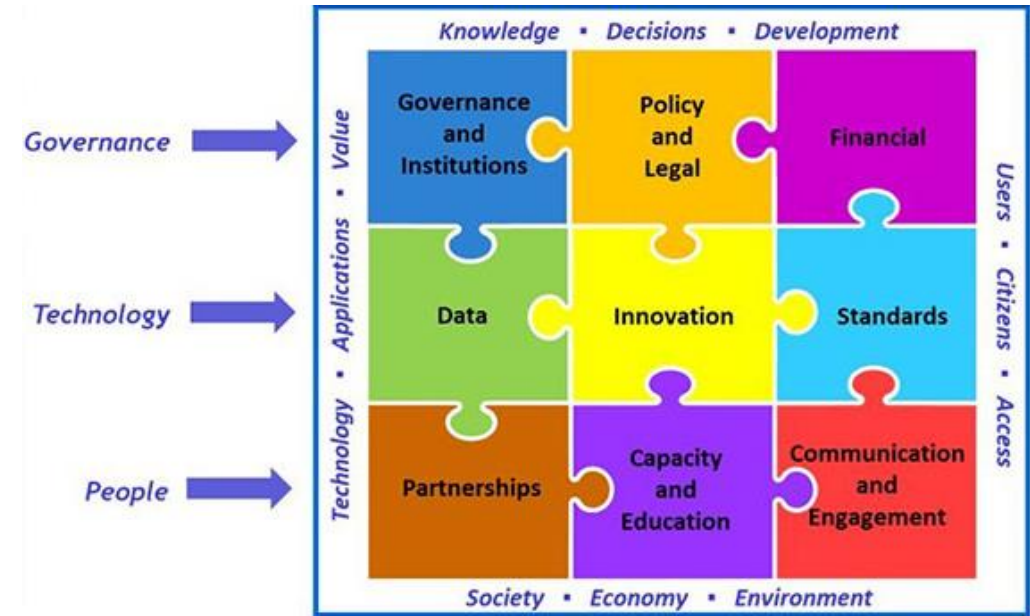 Knowledge ▪ Decisions ▪ Development
Governance
Technology ▪ Applications ▪ Value
Governance
and
Institutions
Policy
and
Legal
Financial
Users ▪ Citizens ▪ Access
Technology
Data
Innovation
Standards
People
Partnerships
Capacity
and
Education
Communication
and
Engagement
Society ▪ Economy ▪ Environment